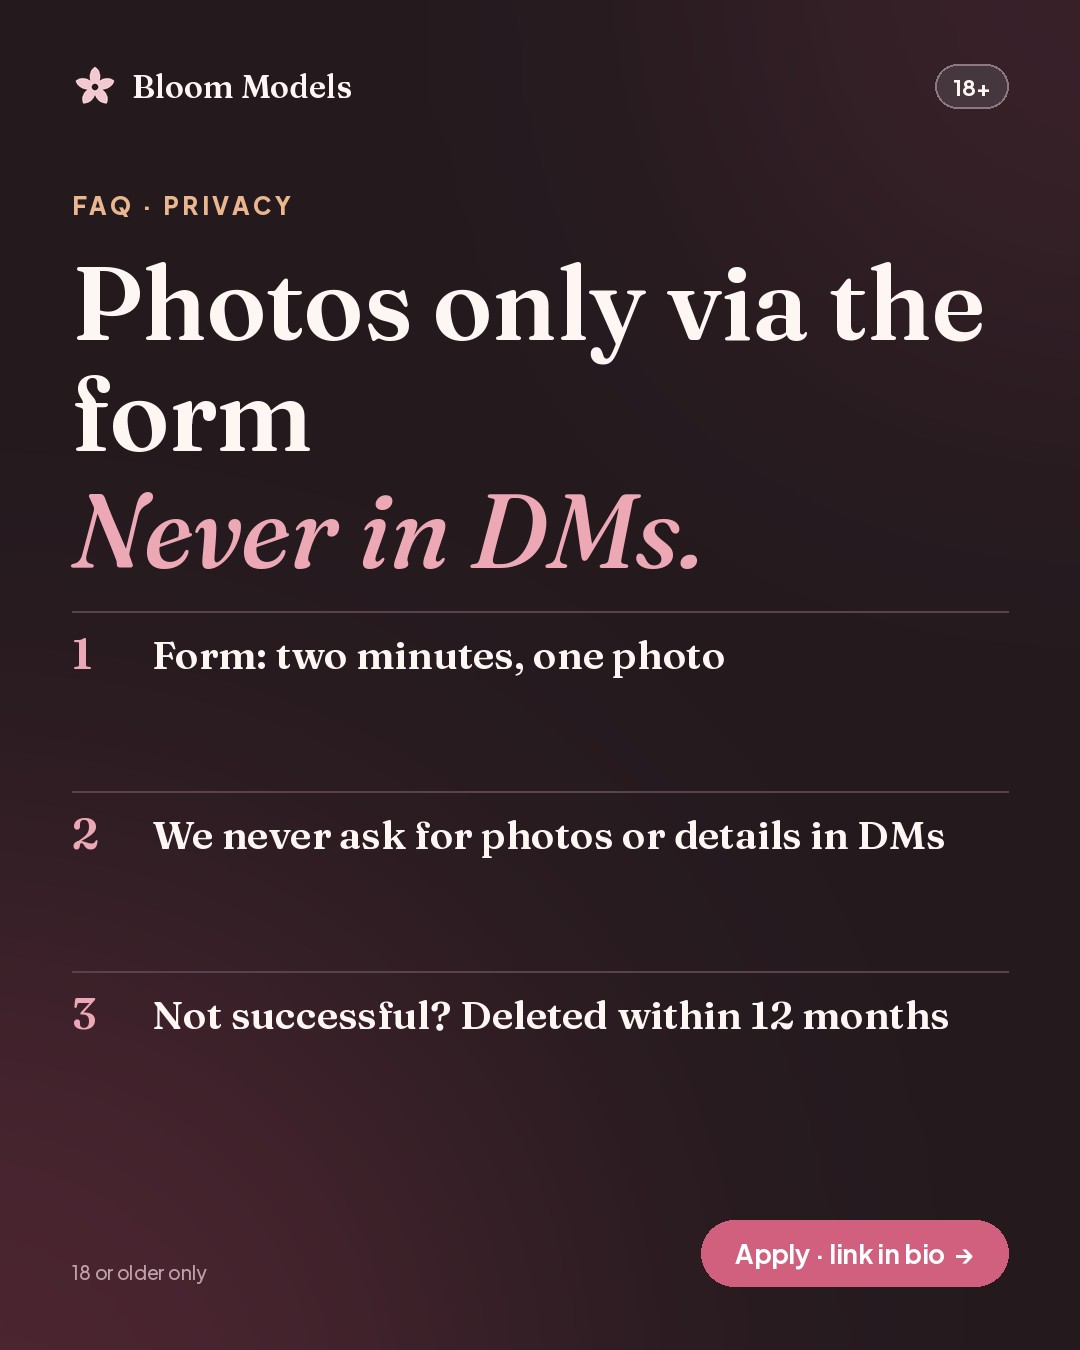 Bloom Models
18+
FAQ · PRIVACY
Photos only via the
form
Never in DMs.
1 Form: two minutes, one photo
2 We never ask for photos or details in DMs
3 Not successful? Deleted within 12 months
18 or older only
Apply · link in bio →